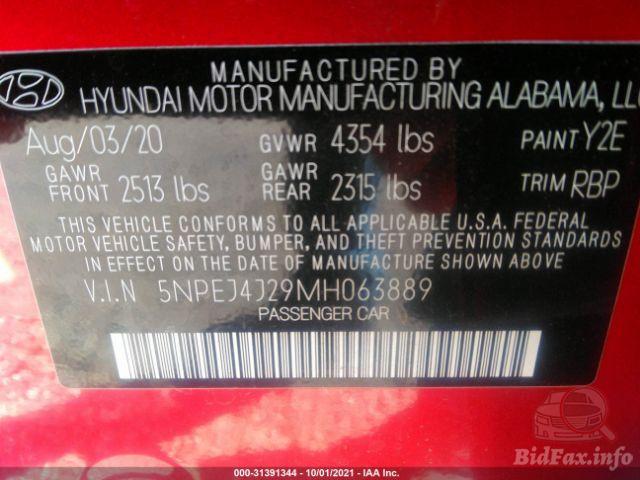 MANUFACTURED BY
HYUNDAI MOTOR MANUFACTURING ALABAMA, LLC
Aug/03/20 GVWR 4354 lbs PAINT Y2E
GAWR FRONT 2513 lbs GAWR REAR 2315 lbs TRIM RBP
THIS VEHICLE CONFORMS TO ALL APPLICABLE U.S.A. FEDERAL
MOTOR VEHICLE SAFETY, BUMPER, AND THEFT PREVENTION STANDARDS
IN EFFECT ON THE DATE OF MANUFACTURE SHOWN ABOVE
V.I.N 5NPEJ4J29MH063889
PASSENGER CAR
BidFax.info
000-31391344 - 10/01/2021 - IAA Inc.